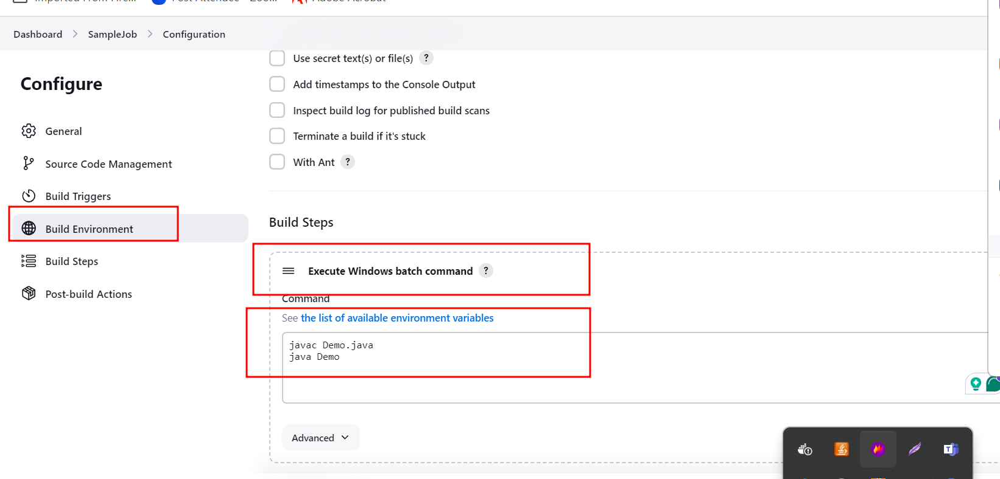 Dashboard > SampleJob > Configuration
Configure
General
Source Code Management
Build Triggers
Build Environment
Build Steps
Post-build Actions
Use secret text(s) or file(s) ?
Add timestamps to the Console Output
Inspect build log for published build scans
Terminate a build if it's stuck
With Ant ?
Build Steps
Execute Windows batch command ?
Command
See the list of available environment variables
javac Demo.java
java Demo
Advanced